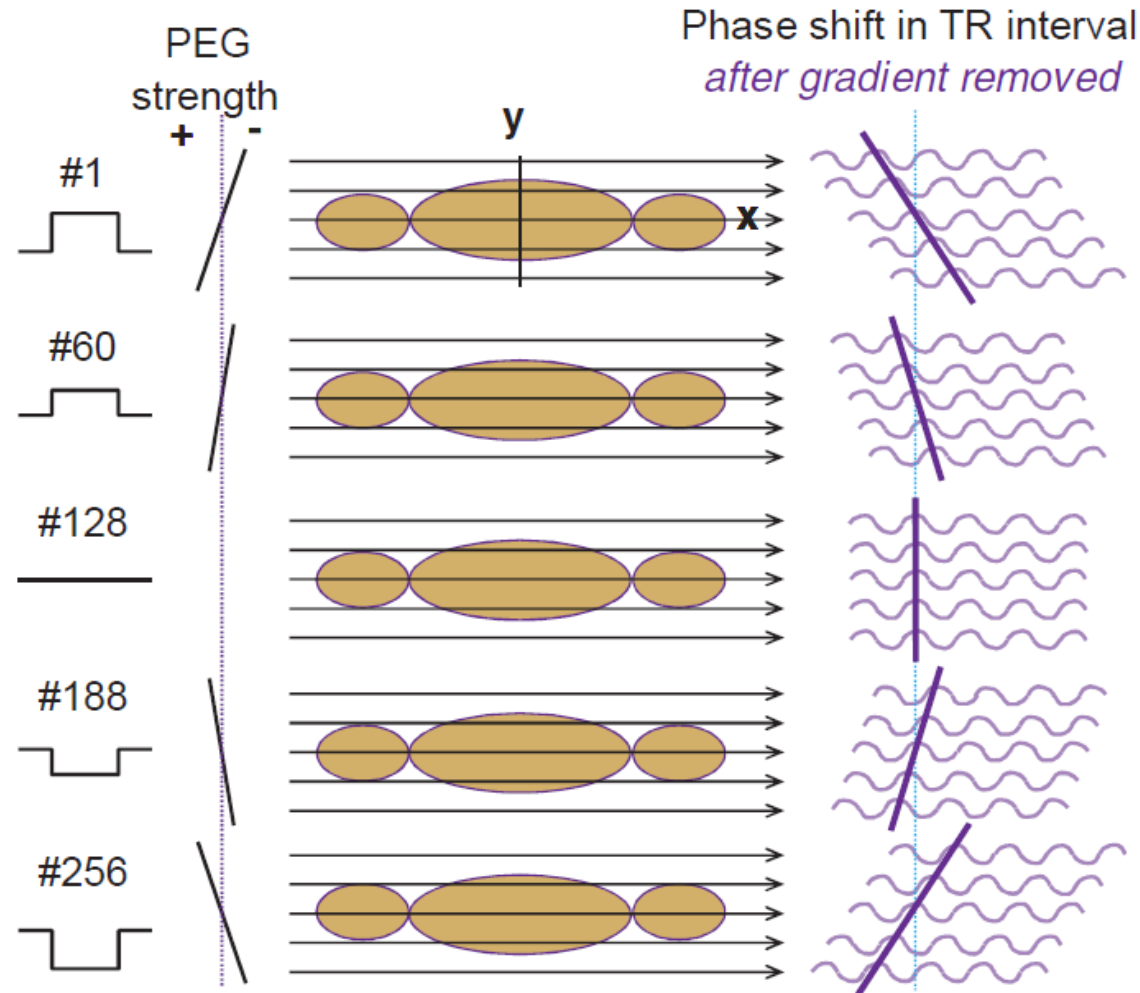 PEG
strength
+ -
Phase shift in TR interval
after gradient removed
y
x
#1
#60
#128
#188
#256